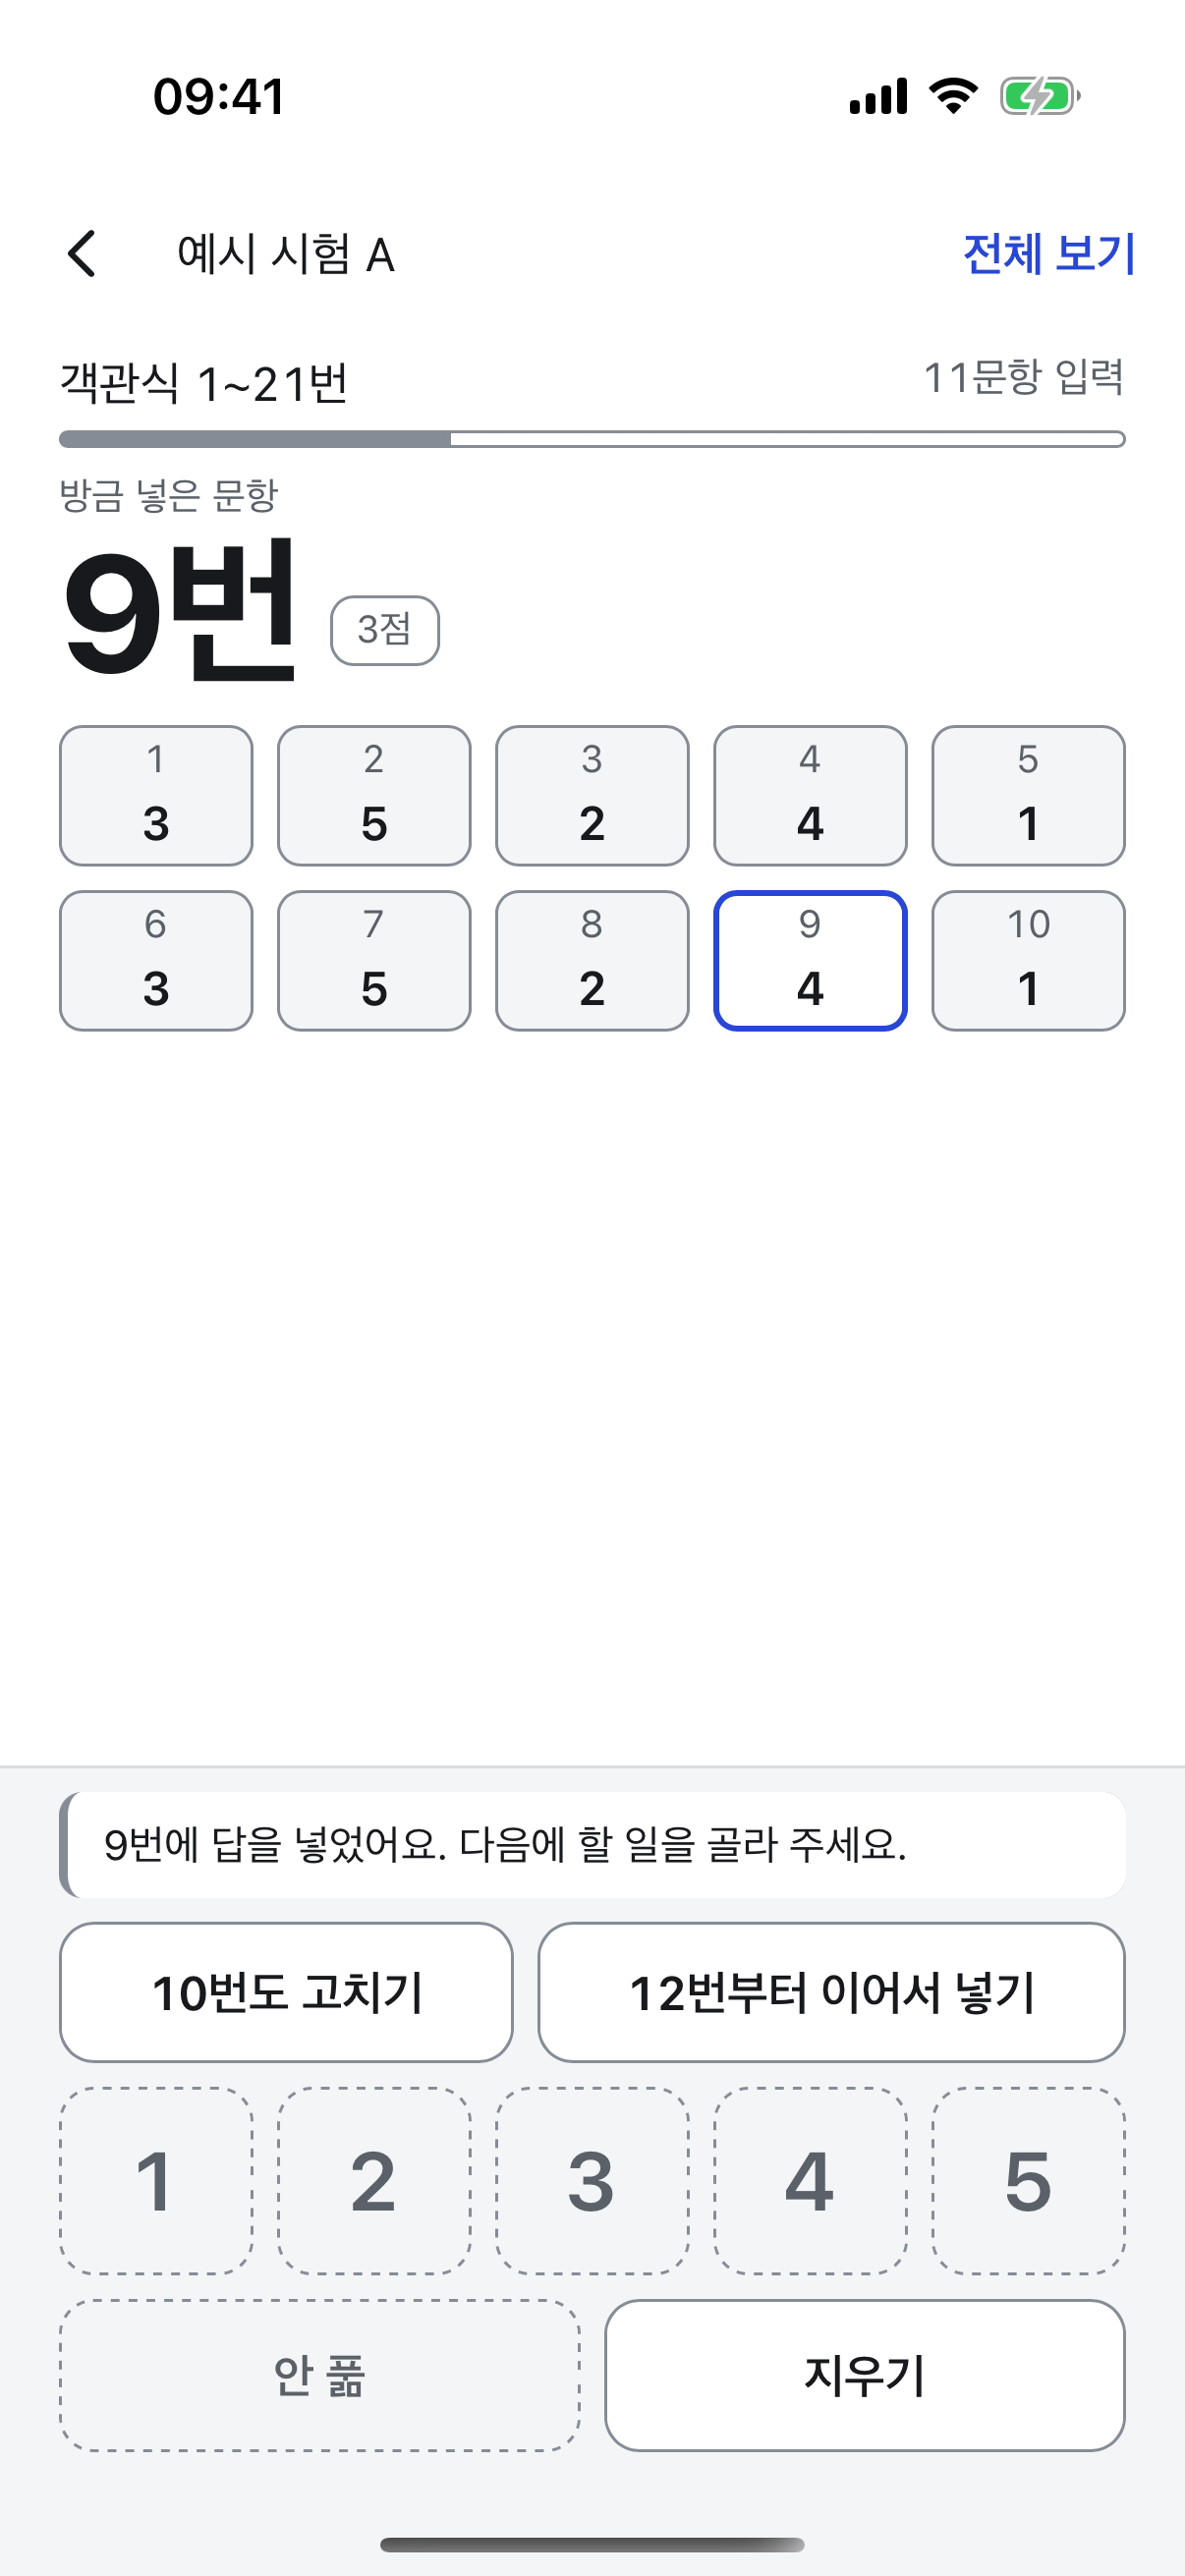 09:41
예시 시험 A
전체 보기
객관식 1~21번
11문항 입력
방금 넣은 문항
9번
3점
1 2 3 4 5
3 5 2 4 1
6 7 8 9 10
3 5 2 4 1
9번에 답을 넣었어요. 다음에 할 일을 골라 주세요.
10번도 고치기
12번부터 이어서 넣기
1 2 3 4 5
안 풂
지우기